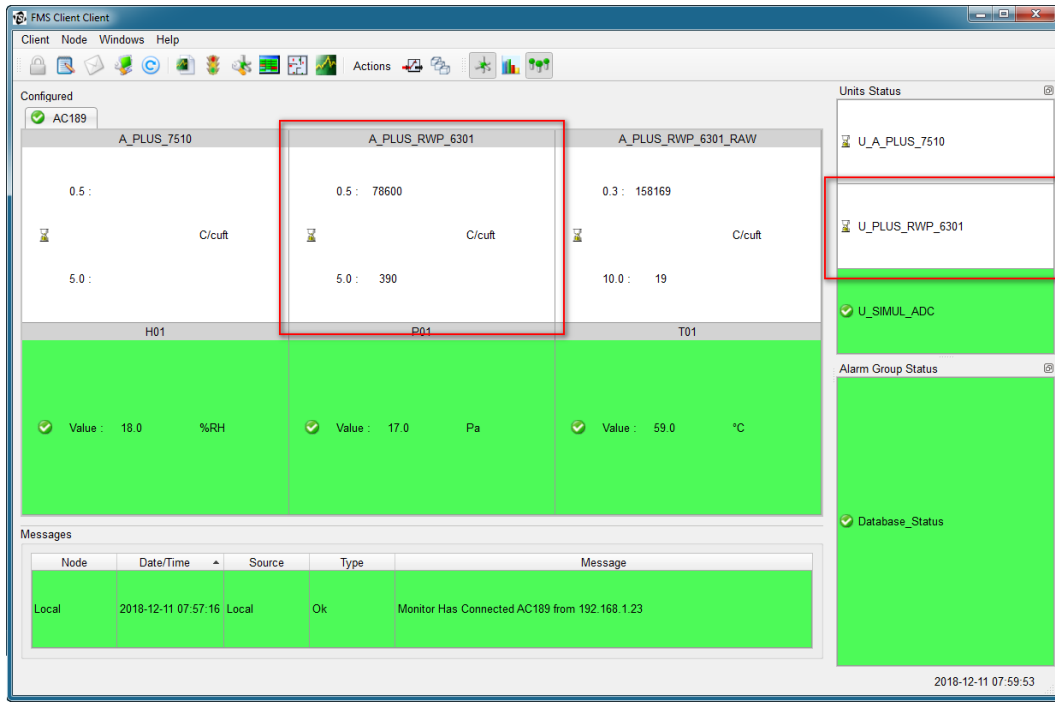 FMS Client Client
Client Node Windows Help
Actions
Configured
AC189
A_PLUS_7510
0.5 :
C/cuft
5.0 :
A_PLUS_RWP_6301
0.5 : 78600
C/cuft
5.0 : 390
A_PLUS_RWP_6301_RAW
0.3 : 158169
C/cuft
10.0 : 19
H01
Value : 18.0 %RH
P01
Value : 17.0 Pa
T01
Value : 59.0 °C
Units Status
U_A_PLUS_7510
U_PLUS_RWP_6301
U_SIMUL_ADC
Alarm Group Status
Database_Status
Messages
Node Date/Time Source Type Message
Local 2018-12-11 07:57:16 Local Ok Monitor Has Connected AC189 from 192.168.1.23
2018-12-11 07:59:53